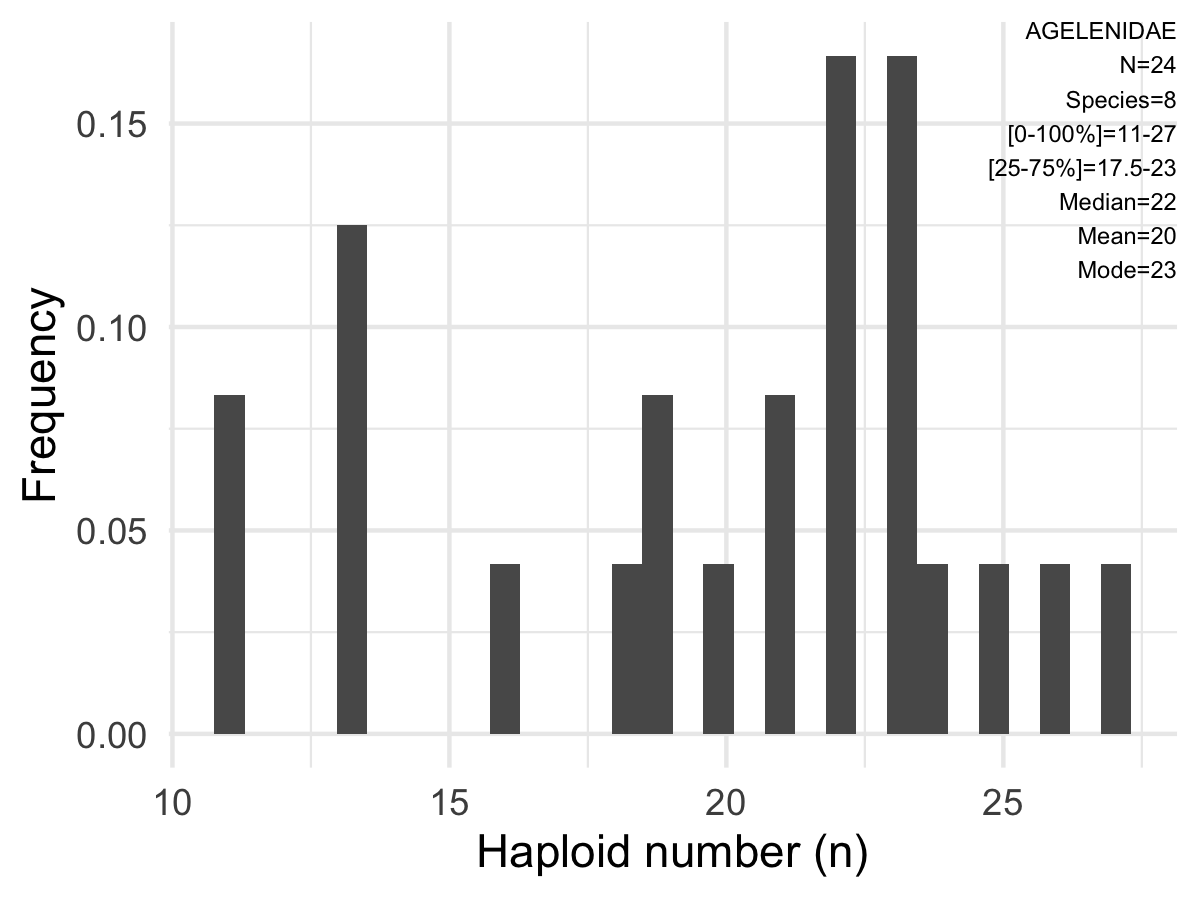 AGELENIDAE
N=24
Species=8
[0-100%]=11-27
[25-75%]=17.5-23
Median=22
Mean=20
Mode=23
0.15
0.10
0.05
0.00
Frequency
10 15 20 25
Haploid number (n)